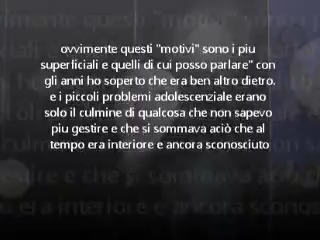 ovvimente questi "motivi" sono i piu
superficiali e quelli di cui posso parlare" con
gli anni ho soperto che era ben altro dietro.
e i piccoli problemi adolescenziale erano
solo il culmine di qualcosa che non sapevo
piu gestire e che si sommava aciò che al
tempo era interiore e ancora sconosciuto